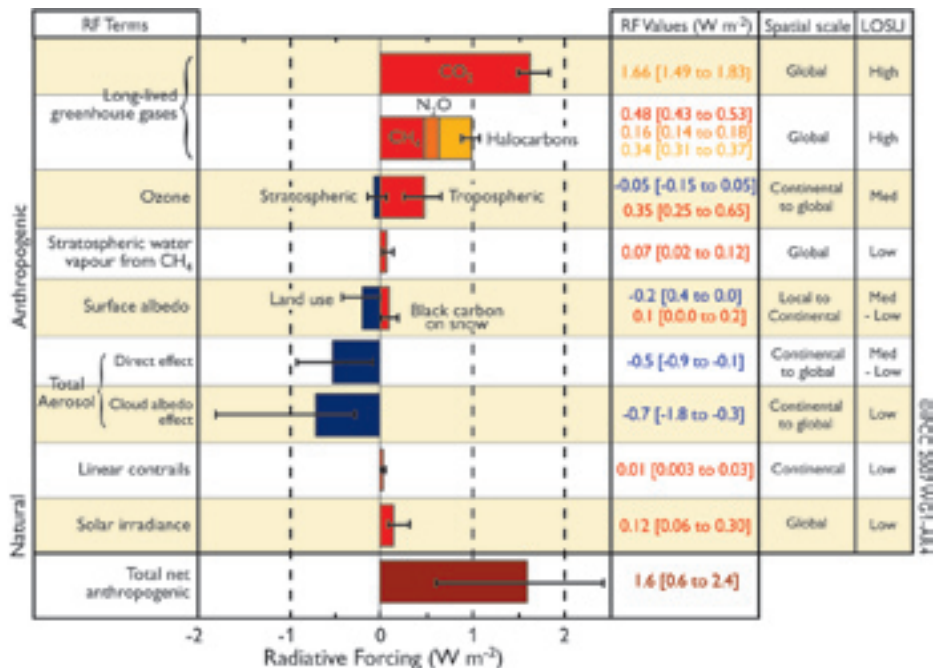 RF Terms
RF Values (W m⁻²)
Spatial scale
LOSU
Anthropogenic
Long-lived
greenhouse gases
CO₂
1.66 [1.49 to 1.83]
Global
High
N₂O
CH₄
Halocarbons
0.48 [0.43 to 0.53]
0.16 [0.14 to 0.18]
0.34 [0.31 to 0.37]
Global
High
Ozone
Stratospheric
Tropospheric
-0.05 [-0.15 to 0.05]
0.35 [0.25 to 0.65]
Continental
to global
Med
Stratospheric water
vapour from CH₄
0.07 [0.02 to 0.12]
Global
Low
Surface albedo
Land use
Black carbon
on snow
-0.2 [0.4 to 0.0]
0.1 [0.0.0 to 0.2]
Local to
Continental
Med
- Low
Total
Aerosol
Direct effect
-0.5 [-0.9 to -0.1]
Continental
to global
Med
- Low
Cloud albedo
effect
-0.7 [-1.8 to -0.3]
Continental
to global
Low
Linear contrails
0.01 [0.003 to 0.03]
Continental
Low
Natural
Solar irradiance
0.12 [0.06 to 0.30]
Global
Low
Total net
anthropogenic
1.6 [0.6 to 2.4]
-2 -1 0 1 2
Radiative Forcing (W m⁻²)